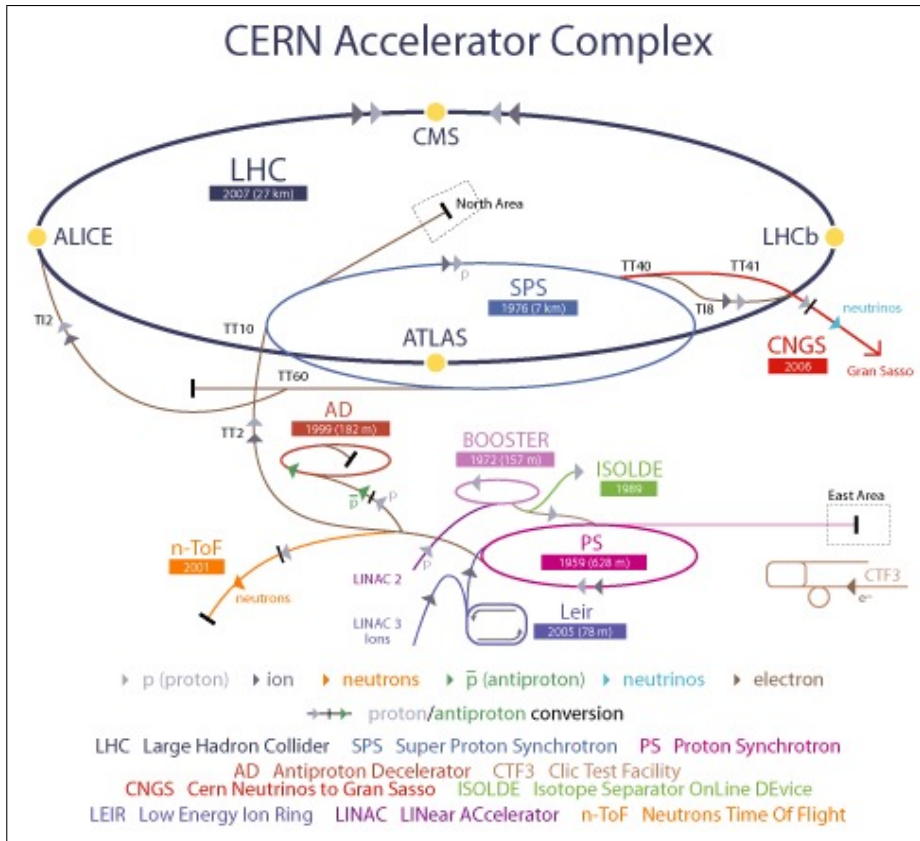 CERN Accelerator Complex
CMS
LHC
2007 (27 km)
North Area
ALICE
LHCb
p
TT40
TT41
SPS
1976 (7 km)
TI2
TT10
TI8
neutrinos
ATLAS
CNGS
2006
Gran Sasso
TT60
AD
1999 (182 m)
TT2
BOOSTER
1972 (157 m)
ISOLDE
1989
p̅
p
East Area
n-ToF
2001
PS
1959 (628 m)
LINAC 2
p
neutrons
CTF3
e⁻
LINAC 3
Ions
Leir
2005 (78 m)
p (proton) ion neutrons p̅ (antiproton) neutrinos electron
proton/antiproton conversion
LHC Large Hadron Collider SPS Super Proton Synchrotron PS Proton Synchrotron
AD Antiproton Decelerator CTF3 Clic Test Facility
CNGS Cern Neutrinos to Gran Sasso ISOLDE Isotope Separator OnLine DEvice
LEIR Low Energy Ion Ring LINAC LINear ACcelerator n-ToF Neutrons Time Of Flight